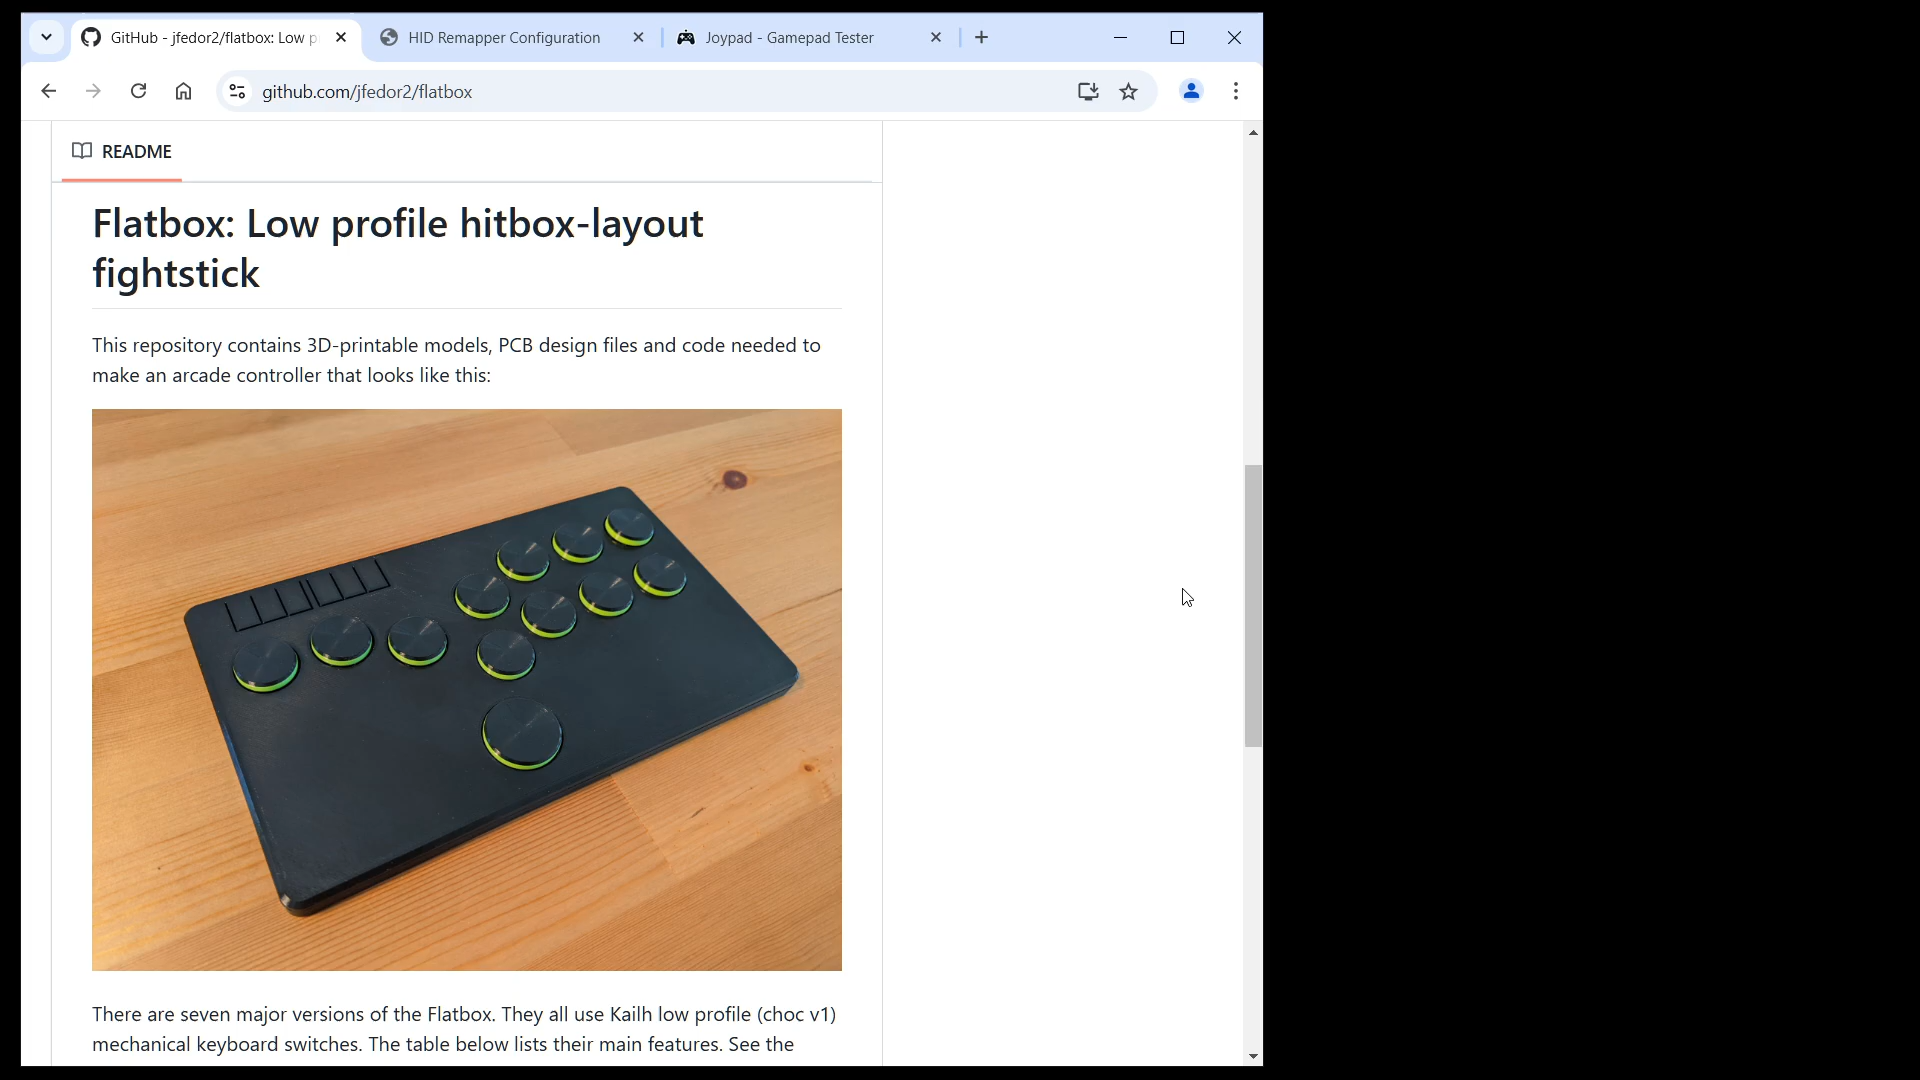 GitHub - jfedor2/flatbox: Low p
HID Remapper Configuration
Joypad - Gamepad Tester
github.com/jfedor2/flatbox
README
Flatbox: Low profile hitbox-layout
fightstick
This repository contains 3D-printable models, PCB design files and code needed to
make an arcade controller that looks like this:
There are seven major versions of the Flatbox. They all use Kailh low profile (choc v1)
mechanical keyboard switches. The table below lists their main features. See the